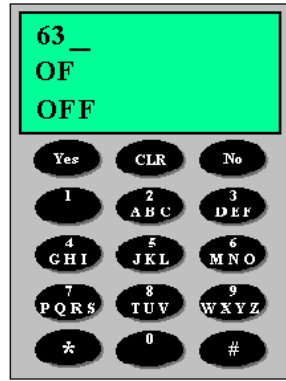 63_
OF
OFF
Yes CLR No
1 2 3
ABC DEF
4 5 6
GHI JKL MNO
7 8 9
PQRS TUV WXYZ
* 0 #